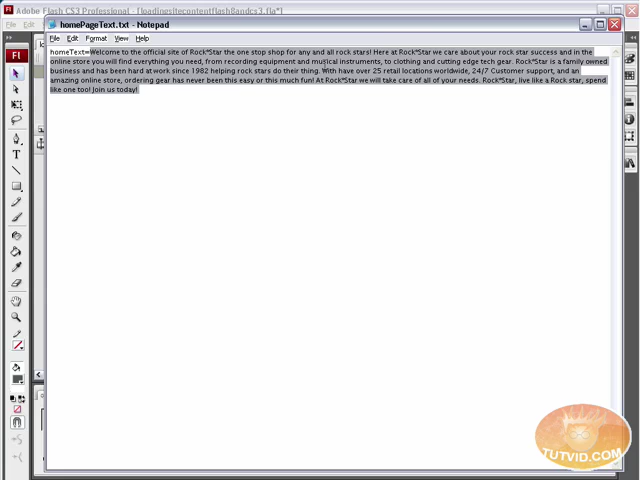 Adobe Flash CS3 Professional - [loadingsitecontentflash8andcs3.fla*]
homePageText.txt - Notepad
File Edit Format View Help
homeText=Welcome to the official site of Rock*Star the one stop shop for any and all rock stars! Here at Rock*Star we care about your rock star success and in the
online store you will find everything you need, from recording equipment and musical instruments, to clothing and cutting edge tech gear. Rock*Star is a family owned
business and has been hard at work since 1982 helping rock stars do their thing. With have over 25 retail locations worldwide, 24/7 Customer support, and an
amazing online store, ordering gear has never been this easy or this much fun! At Rock*Star we will take care of all of your needs. Rock*Star, live like a Rock star, spend
like one too! Join us today!
File
Fl
T
TUTVID.COM